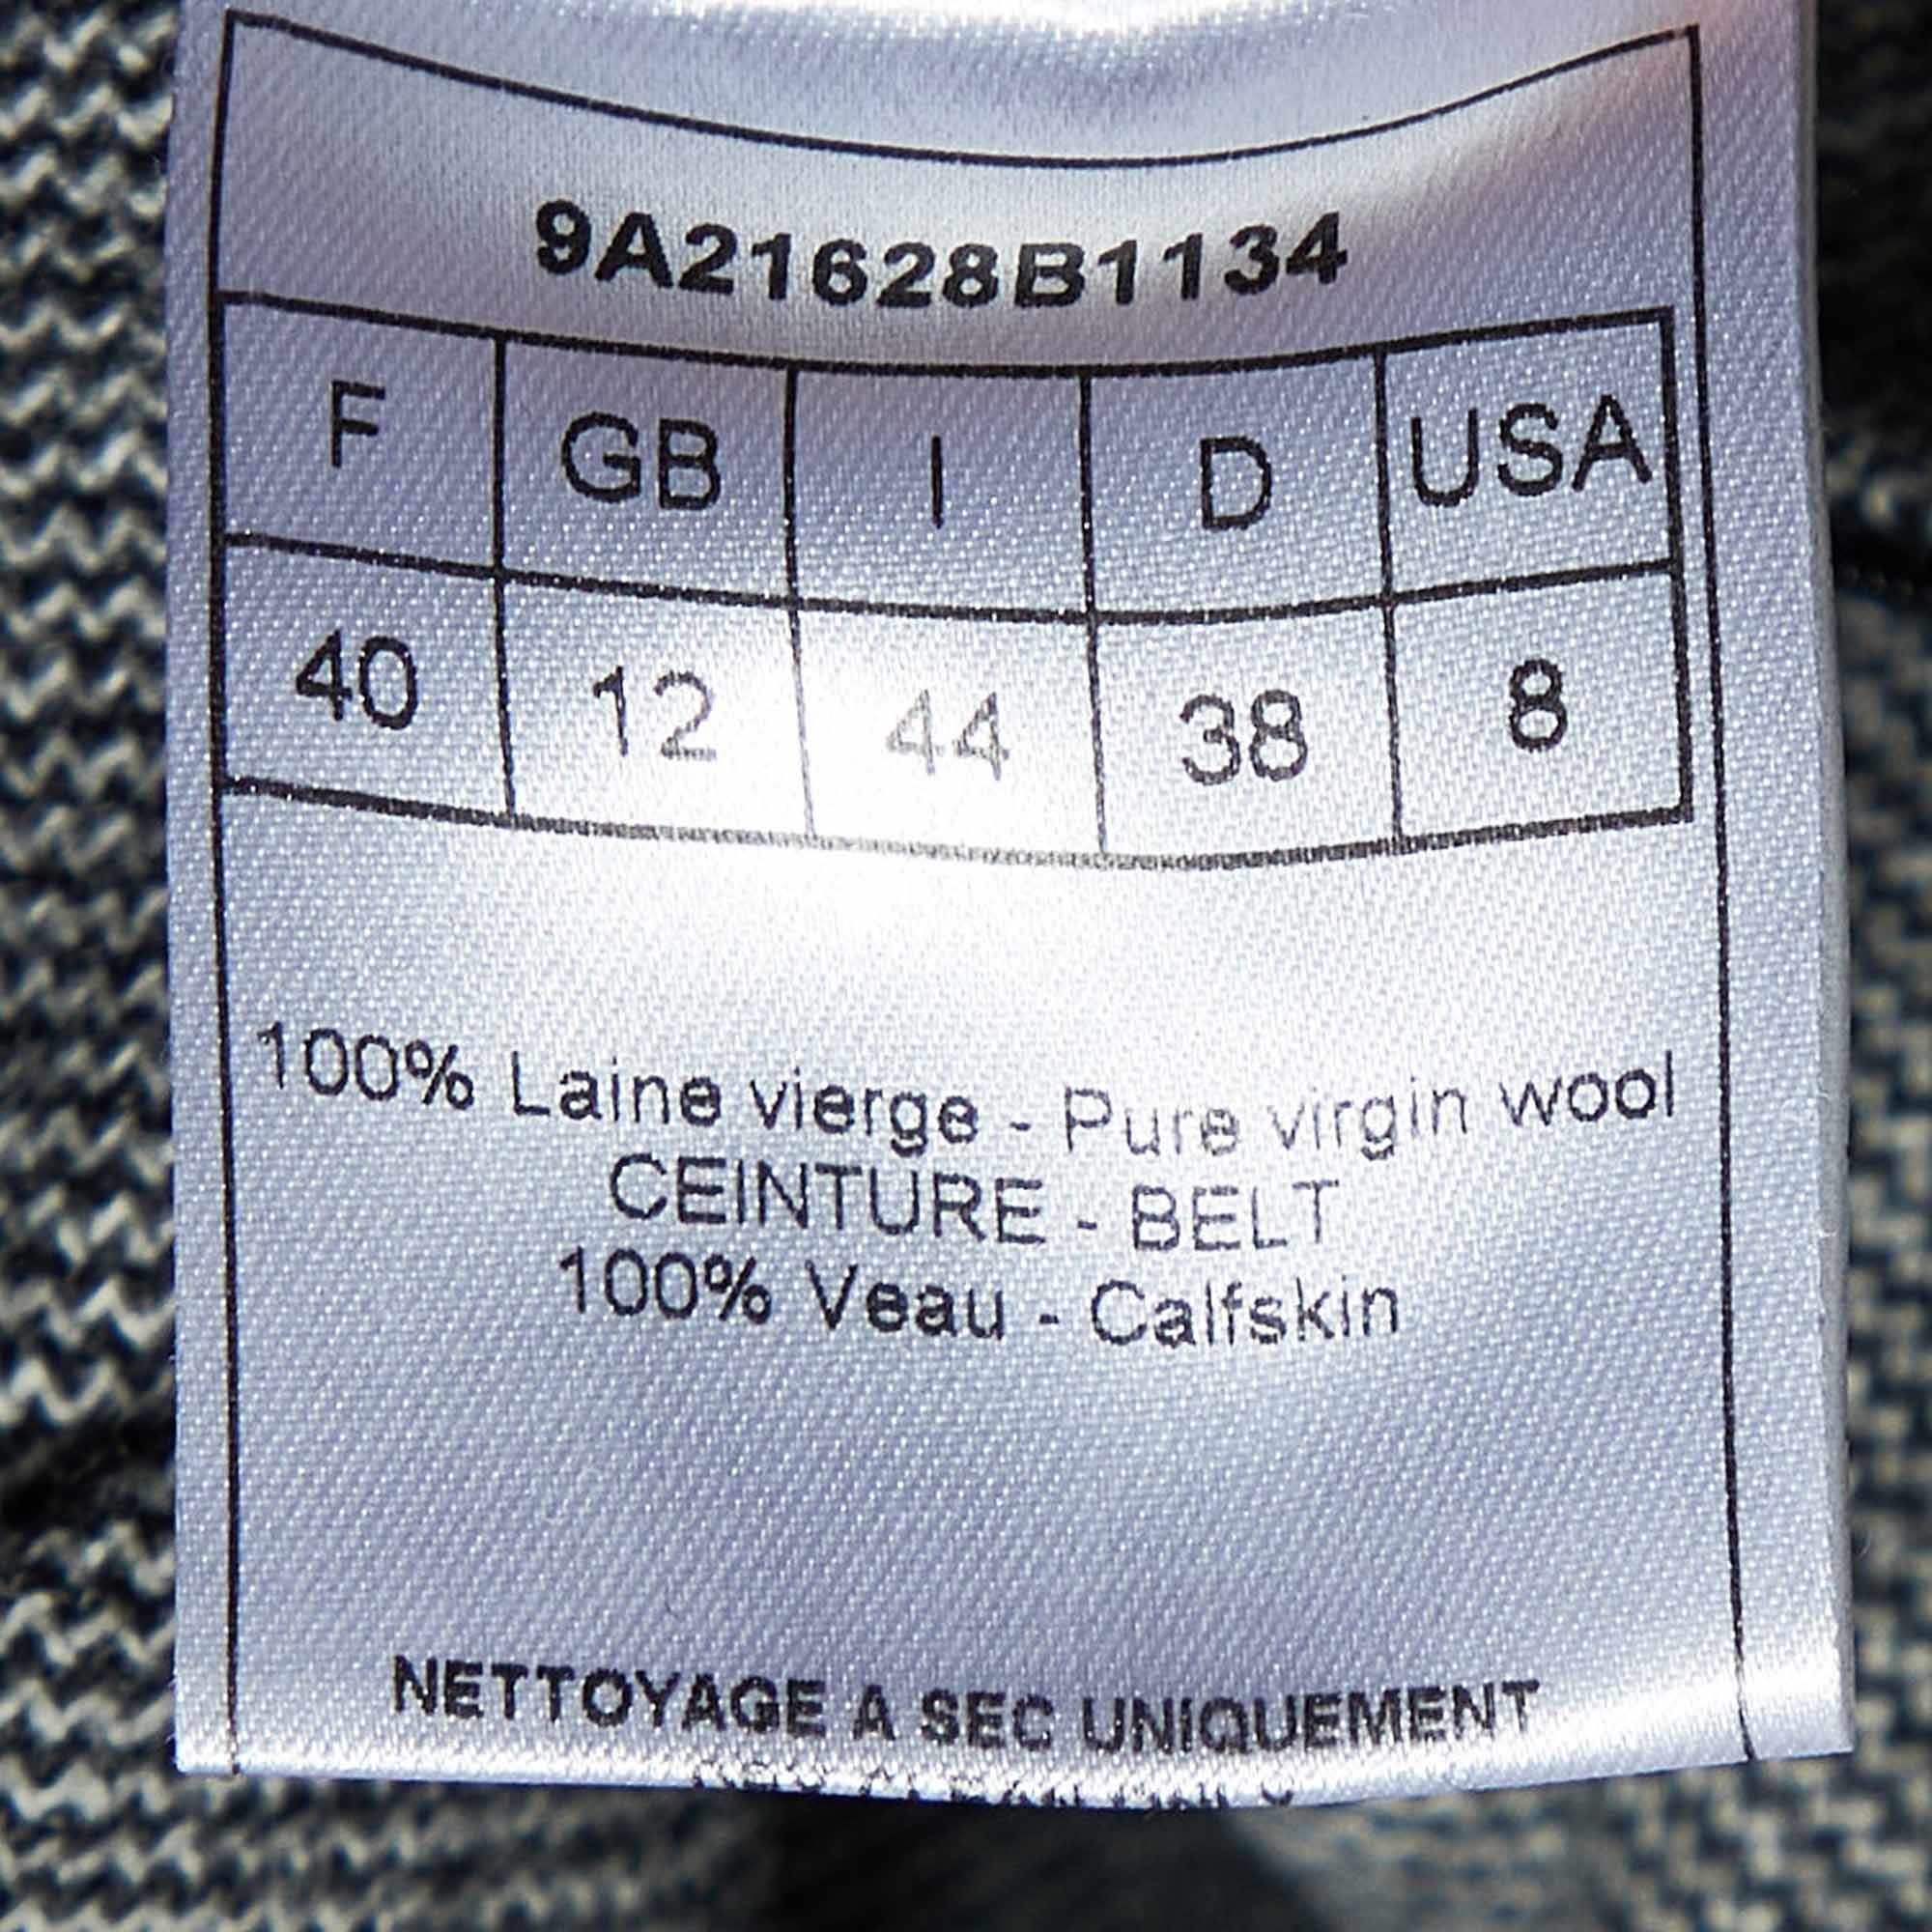 9A21628B1134
F GB I D USA
40 12 44 38 8
100% Laine vierge - Pure virgin wool
CEINTURE - BELT
100% Veau - Calfskin
NETTOYAGE A SEC UNIQUEMENT